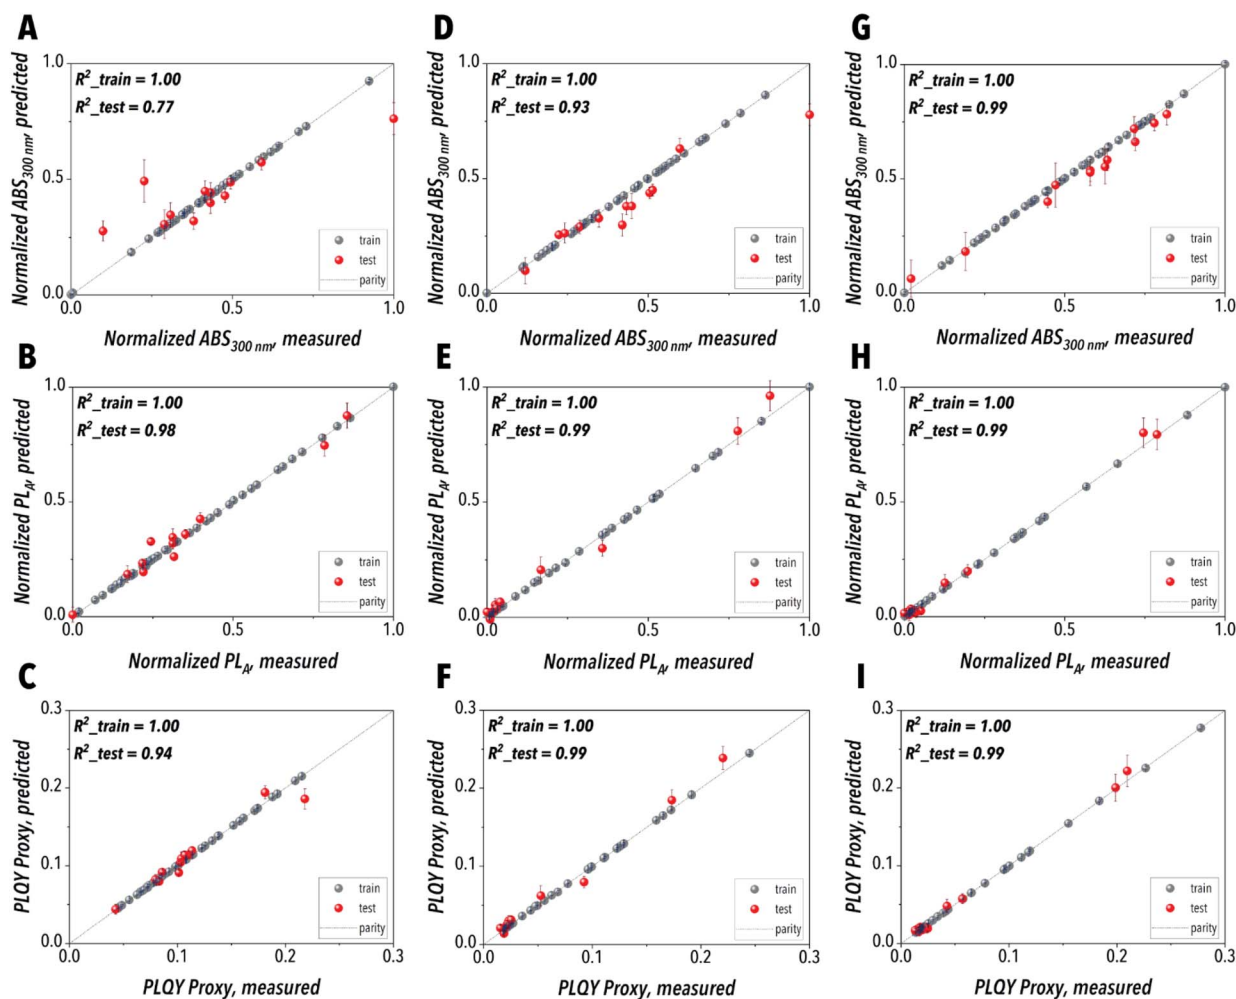 A
Normalized ABS300 nm, predicted
1.0
0.5
0.0
R²_train = 1.00
R²_test = 0.77
train
test
parity
0.0 0.5 1.0
Normalized ABS300 nm, measured
D
Normalized ABS300 nm, predicted
1.0
0.5
0.0
R²_train = 1.00
R²_test = 0.93
train
test
parity
0.0 0.5 1.0
Normalized ABS300 nm, measured
G
Normalized ABS300 nm, predicted
1.0
0.5
0.0
R²_train = 1.00
R²_test = 0.99
train
test
parity
0.0 0.5 1.0
Normalized ABS300 nm, measured
B
Normalized PLA, predicted
1.0
0.5
0.0
R²_train = 1.00
R²_test = 0.98
train
test
parity
0.0 0.5 1.0
Normalized PLA, measured
E
Normalized PLA, predicted
1.0
0.5
0.0
R²_train = 1.00
R²_test = 0.99
train
test
parity
0.0 0.5 1.0
Normalized PLA, measured
H
Normalized PLA, predicted
1.0
0.5
0.0
R²_train = 1.00
R²_test = 0.99
train
test
parity
0.0 0.5 1.0
Normalized PLA, measured
C
PLQY Proxy, predicted
0.3
0.2
0.1
0.0
R²_train = 1.00
R²_test = 0.94
train
test
parity
0.0 0.1 0.2 0.3
PLQY Proxy, measured
F
PLQY Proxy, predicted
0.3
0.2
0.1
0.0
R²_train = 1.00
R²_test = 0.99
train
test
parity
0.0 0.1 0.2 0.3
PLQY Proxy, measured
I
PLQY Proxy, predicted
0.3
0.2
0.1
0.0
R²_train = 1.00
R²_test = 0.99
train
test
parity
0.0 0.1 0.2 0.3
PLQY Proxy, measured